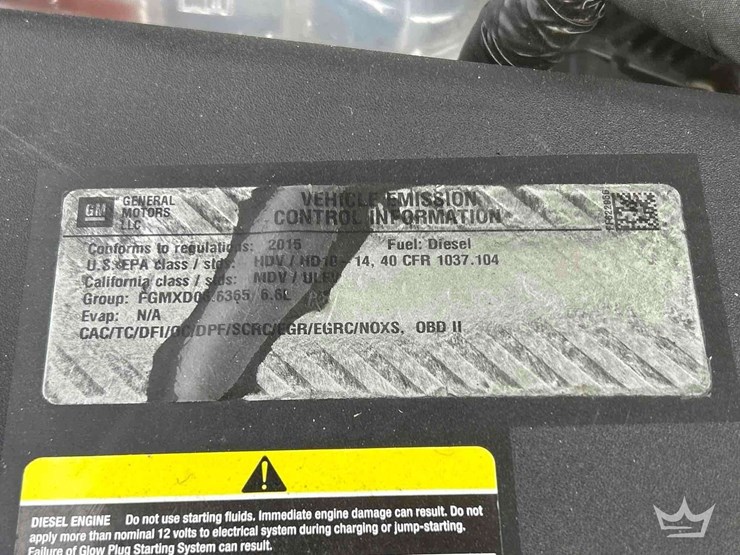 GM GENERAL MOTORS LLC
VEHICLE EMISSION
CONTROL INFORMATION
Conforms to regulations: 2015 Fuel: Diesel
U.S. EPA class / stds: HDV / 14, 40 CFR 1037.104
California class / stds: MDV /
Group: FGMXD06.6365 6.6L
Evap: N/A
CAC/TC/DFI/OC/DPF/SCRC/EGR/EGRC/NOXS, OBD II
DIESEL ENGINE Do not use starting fluids. Immediate engine damage can result. Do not
apply more than nominal 12 volts to electrical system during charging or jump-starting.
Failure of Glow Plug Starting System can result.